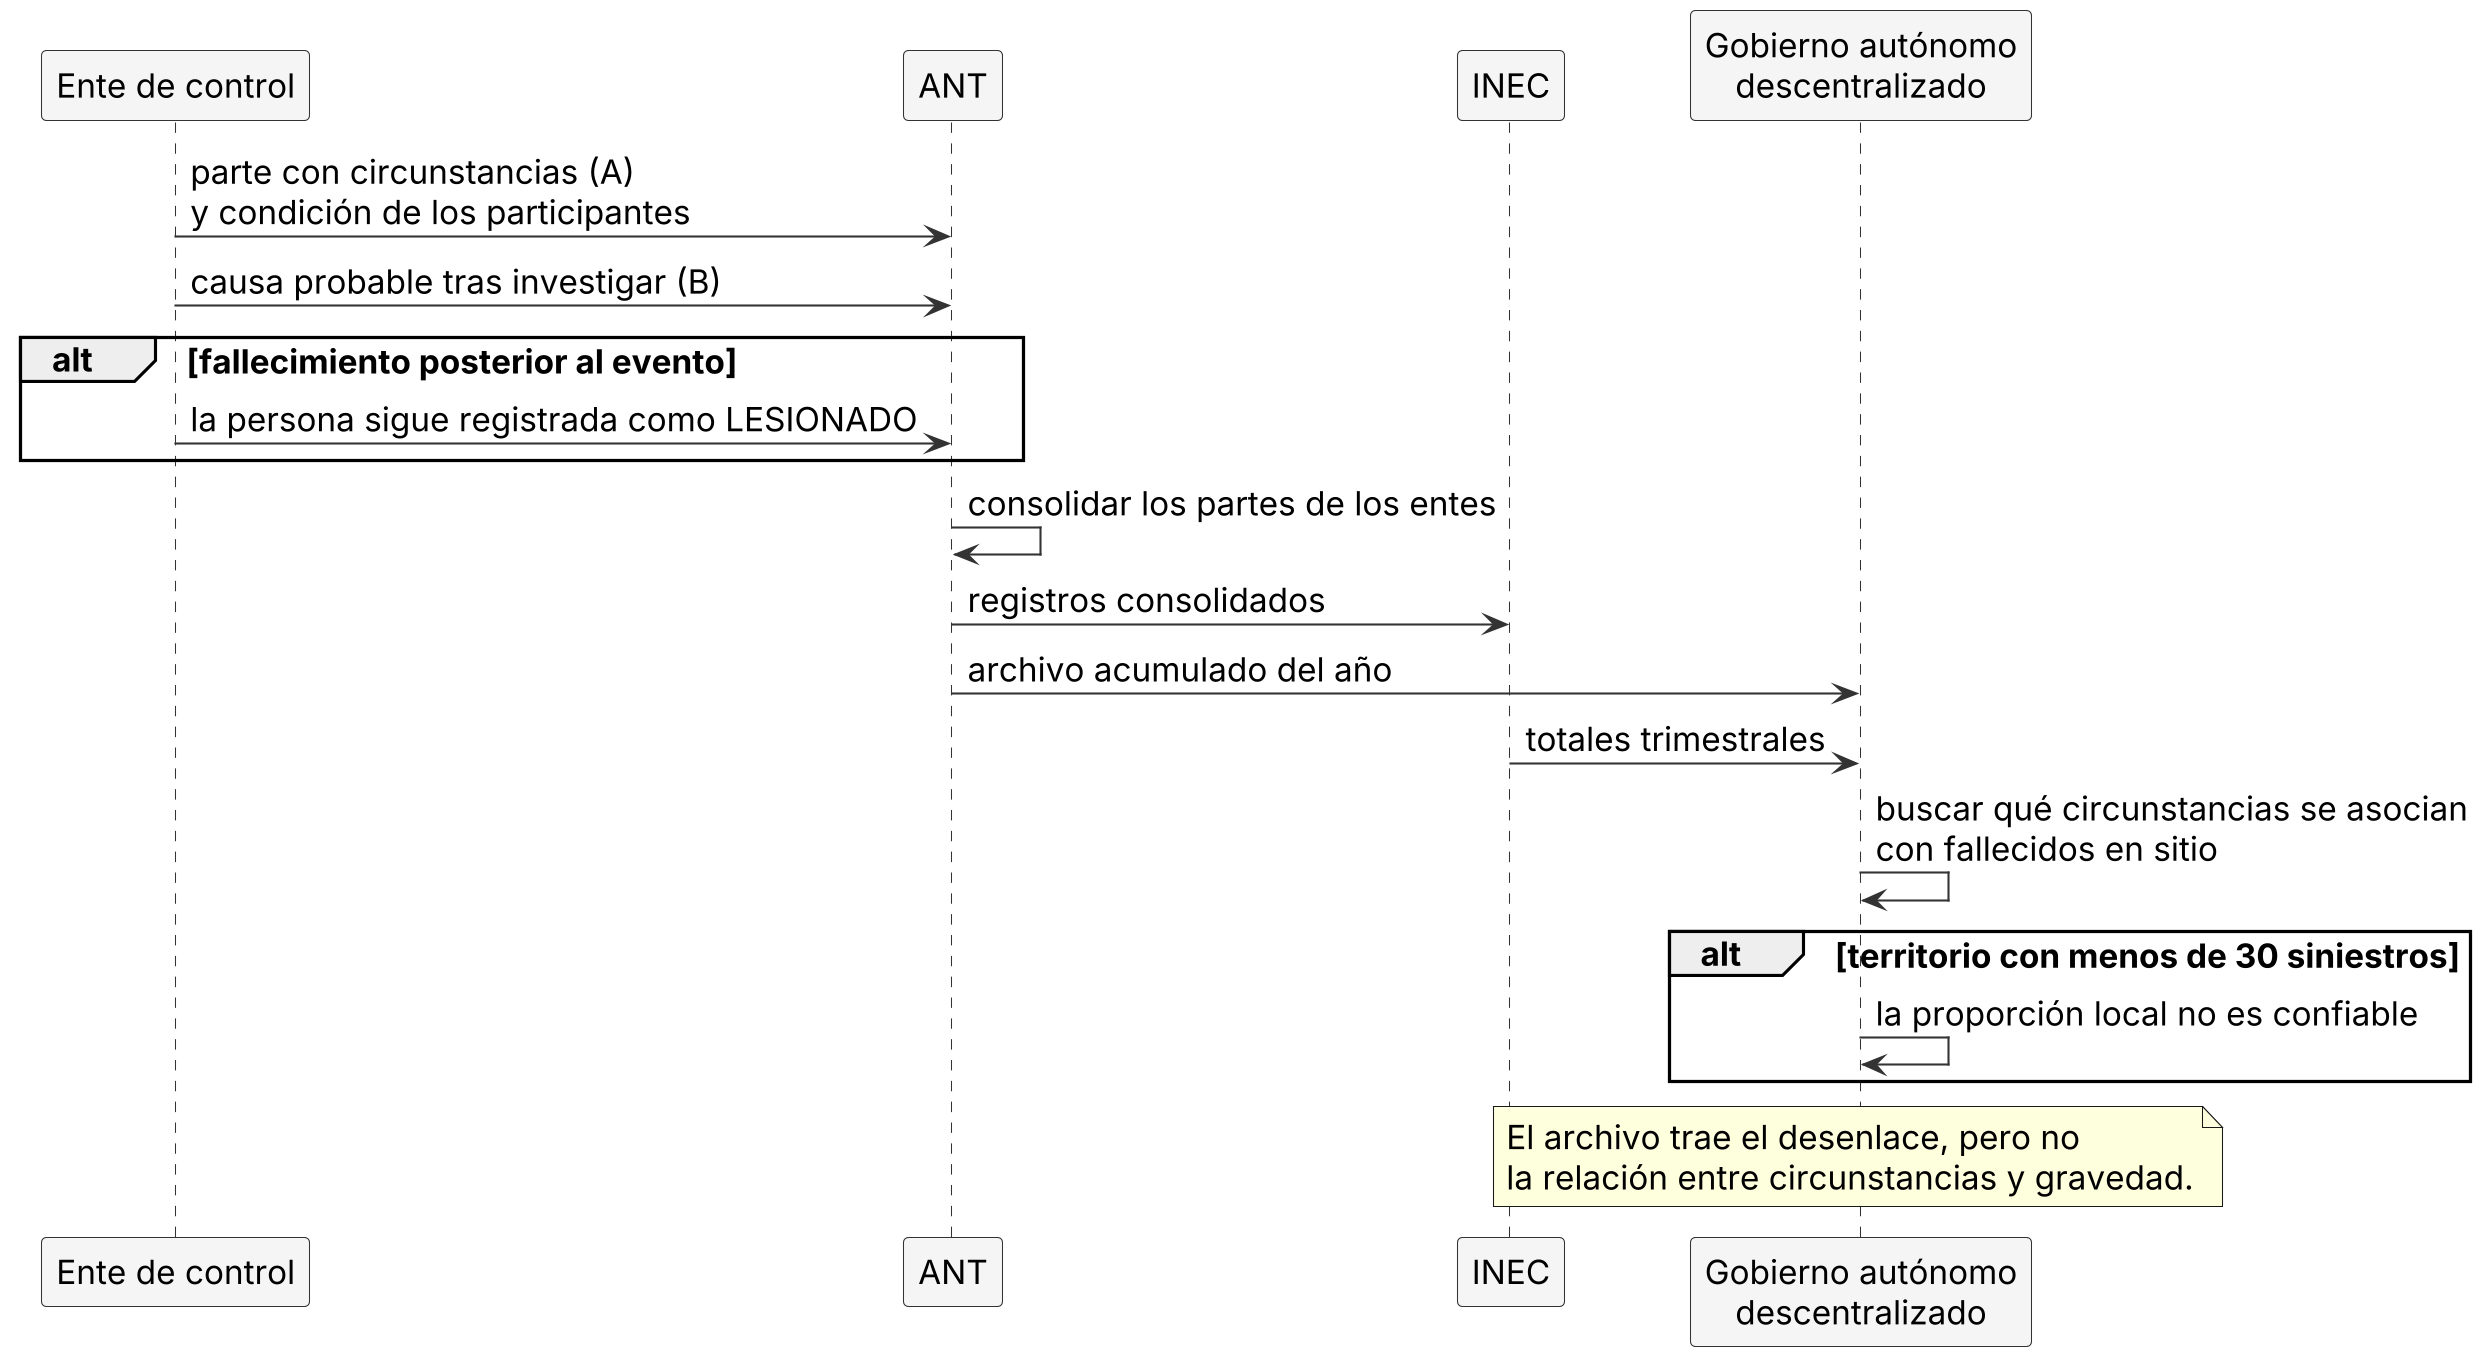 Ente de control
ANT
INEC
Gobierno autónomo
descentralizado
parte con circunstancias (A)
y condición de los participantes
causa probable tras investigar (B)
alt
[fallecimiento posterior al evento]
la persona sigue registrada como LESIONADO
consolidar los partes de los entes
registros consolidados
archivo acumulado del año
totales trimestrales
buscar qué circunstancias se asocian
con fallecidos en sitio
alt
[territorio con menos de 30 siniestros]
la proporción local no es confiable
El archivo trae el desenlace, pero no
la relación entre circunstancias y gravedad.
Ente de control
ANT
INEC
Gobierno autónomo
descentralizado